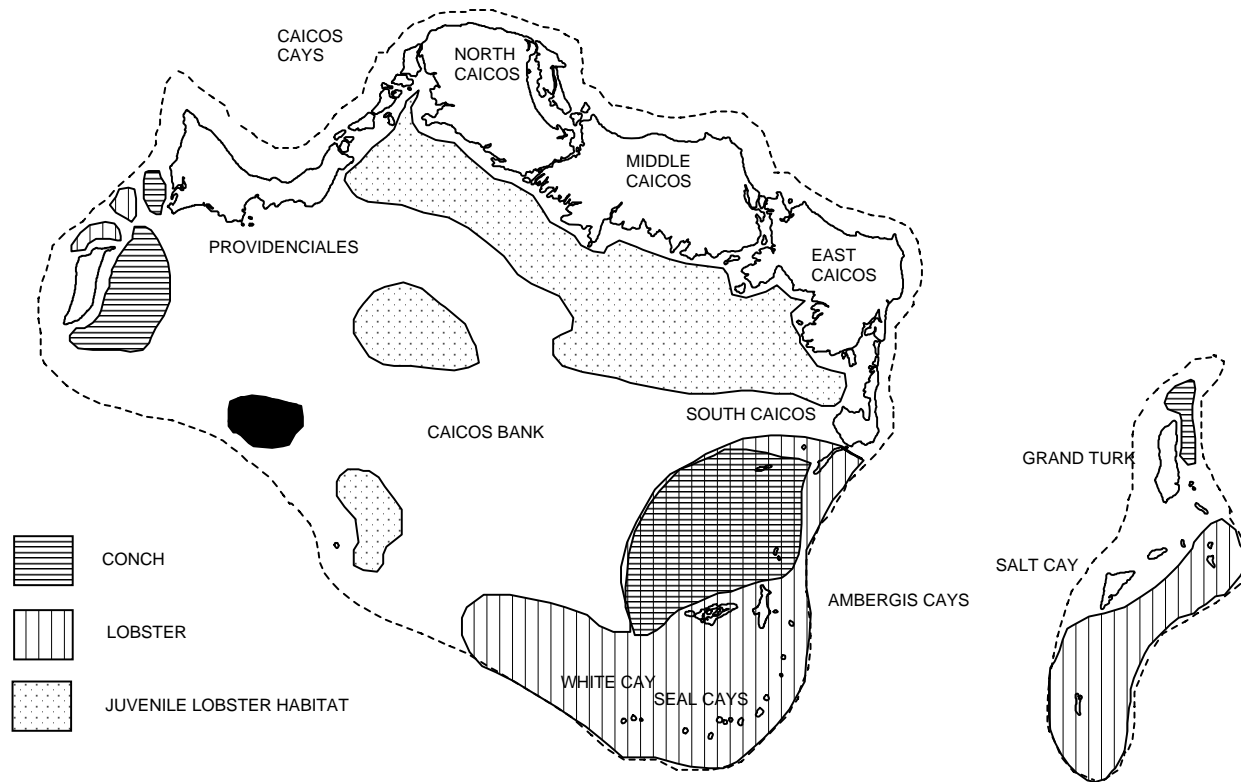 CAICOS
CAYS
NORTH
CAICOS
MIDDLE
CAICOS
PROVIDENCIALES
EAST
CAICOS
SOUTH CAICOS
CAICOS BANK
GRAND TURK
CONCH
SALT CAY
AMBERGIS CAYS
LOBSTER
WHITE CAY
SEAL CAYS
JUVENILE LOBSTER HABITAT